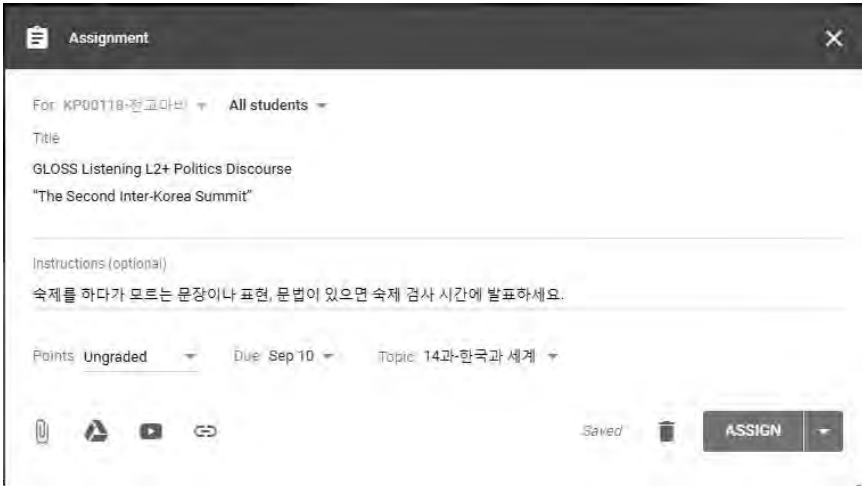 Assignment
For KP00118-전교마비 All students
Title
GLOSS Listening L2+ Politics Discourse
"The Second Inter-Korea Summit"
Instructions (optional)
숙제를 하다가 모르는 문장이나 표현, 문법이 있으면 숙제 검사 시간에 발표하세요.
Points Ungraded Due Sep 10 Topic 14과-한국과 세계
Saved ASSIGN